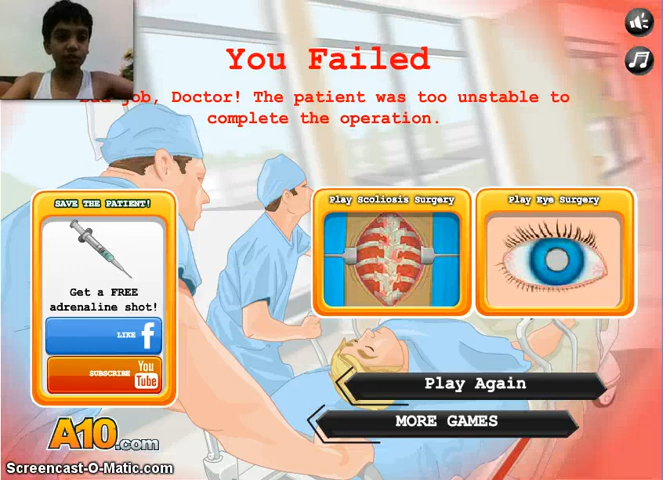 You Failed
job, Doctor! The patient was too unstable to
complete the operation.
SAVE THE PATIENT!
Get a FREE
adrenaline shot!
LIKE f
SUBSCRIBE You
Tube
Play Scoliosis Surgery
Play Eye Surgery
Play Again
MORE GAMES
A10.com
Screencast-O-Matic.com